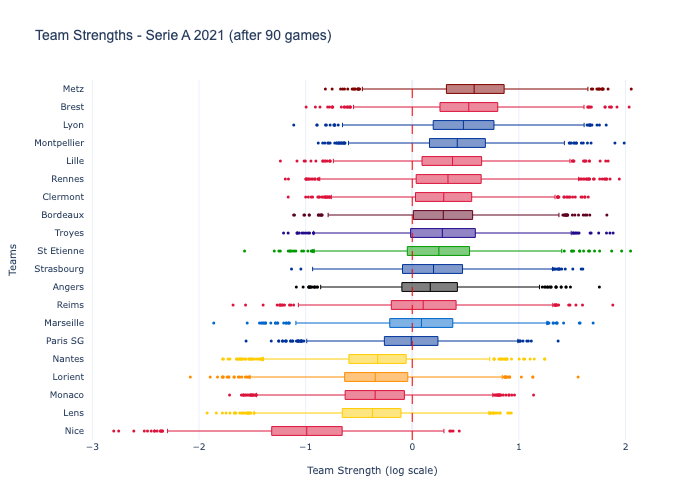 Team Strengths - Serie A 2021 (after 90 games)
Metz
Brest
Lyon
Montpellier
Lille
Rennes
Clermont
Bordeaux
Troyes
St Etienne
Strasbourg
Angers
Reims
Marseille
Paris SG
Nantes
Lorient
Monaco
Lens
Nice
Teams
−3 −2 −1 0 1 2
Team Strength (log scale)